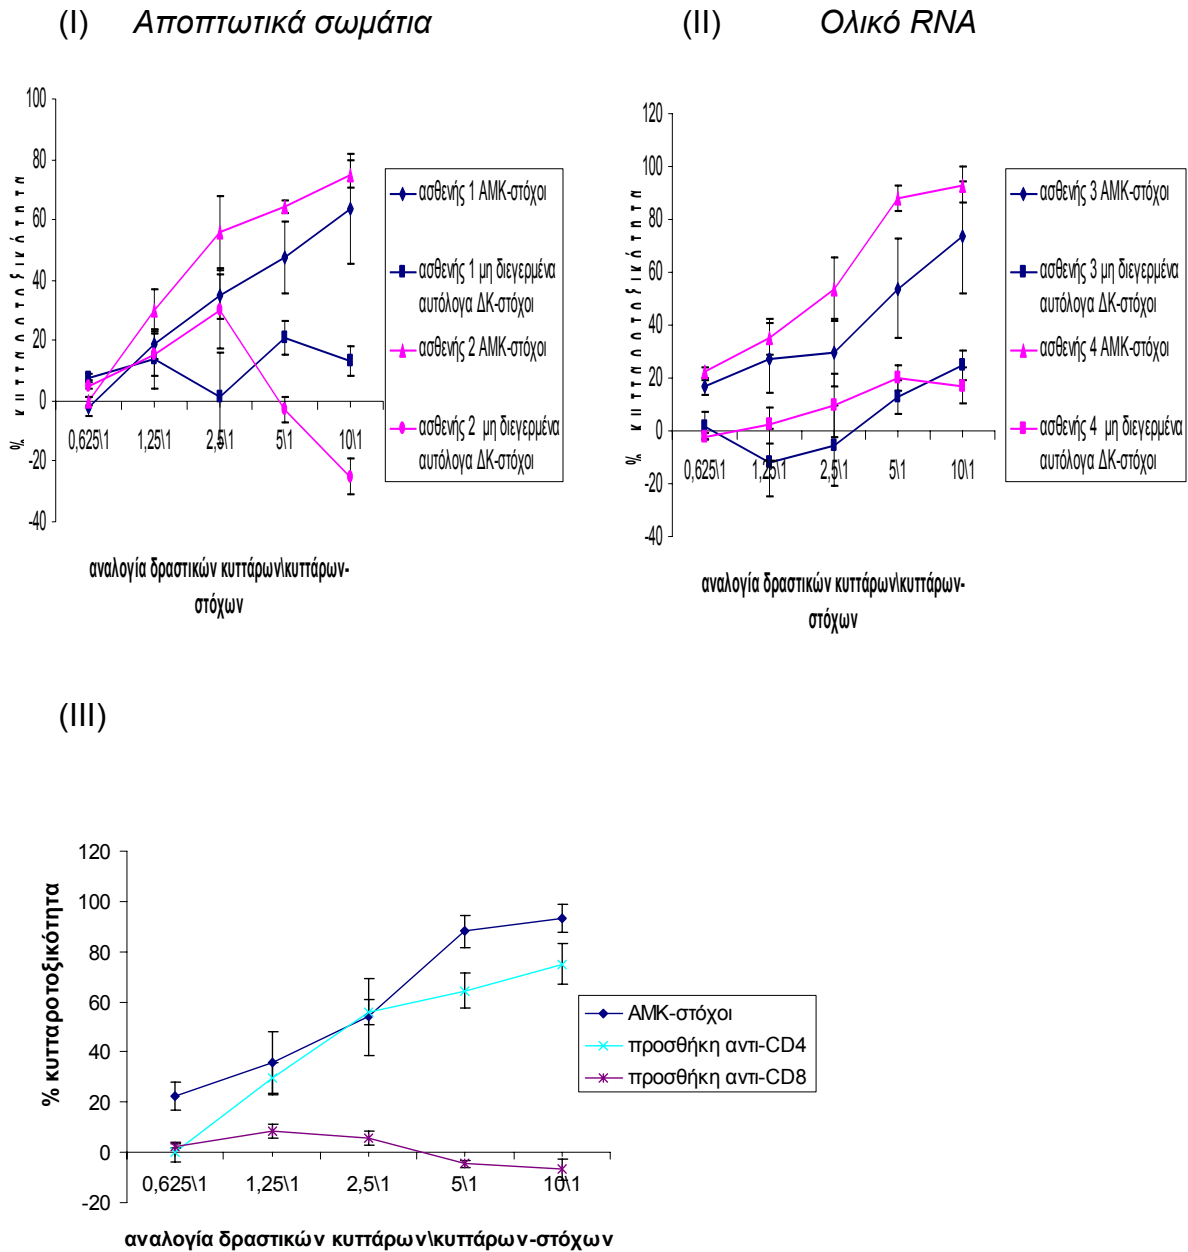 (I) Αποπτωτικά σωμάτια
(II) Ολικό RNA
100
80
60
40
20
0
-20
-40
%
0,625\1 1,25\1 2,5\1 5\1 10\1
αναλογία δραστικών κυττάρων\κυττάρων-
στόχων
ασθενής 1 ΑΜΚ-στόχοι
ασθενής 1 μη διεγερμένα
αυτόλογα ΔΚ-στόχοι
ασθενής 2 ΑΜΚ-στόχοι
ασθενής 2 μη διεγερμένα
αυτόλογα ΔΚ-στόχοι
120
100
80
60
40
20
0
-20
-40
%
0,625\1 1,25\1 2,5\1 5\1 10\1
αναλογία δραστικών κυττάρων\κυττάρων-
στόχων
ασθενής 3 ΑΜΚ-στόχοι
ασθενής 3 μη διεγερμένα
αυτόλογα ΔΚ-στόχοι
ασθενής 4 ΑΜΚ-στόχοι
ασθενής 4 μη διεγερμένα
αυτόλογα ΔΚ-στόχοι
(III)
% κυτταροτοξικότητα
120
100
80
60
40
20
0
-20
0,625\1 1,25\1 2,5\1 5\1 10\1
αναλογία δραστικών κυττάρων\κυττάρων-στόχων
ΑΜΚ-στόχοι
προσθήκη αντι-CD4
προσθήκη αντι-CD8